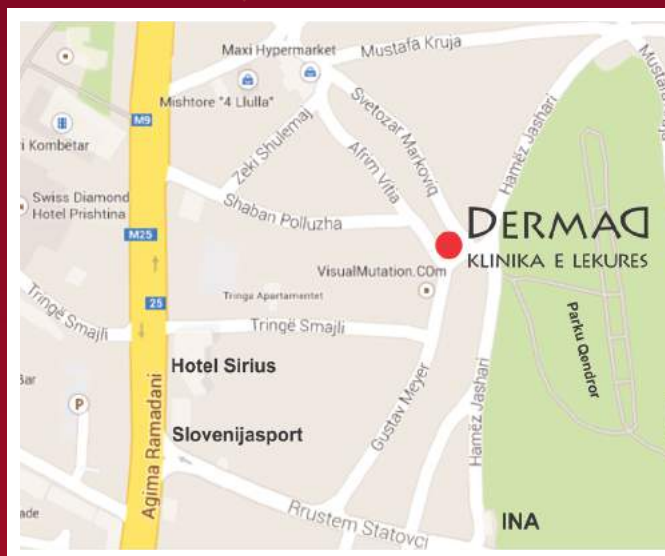 Maxi Hypermarket
Mustafa Kruja
Mishtore "4 Llulla"
M9
i Kombëtar
Svetozar Markoviq
Zeki Shulemaj
Afrim Vitia
Hamëz Jashari
Swiss Diamond
Hotel Prishtina
Shaban Polluzha
DERMAD
KLINIKA E LEKURES
M25
VisualMutation.COm
Tringa Apartamentet
25
Tringë Smajli
Tringë Smajli
Parku Qendror
Hotel Sirius
Bar
P
Gustav Meyer
Hamëz Jashari
Agima Ramadani
Slovenijasport
Rrustem Statovci
INA
ade